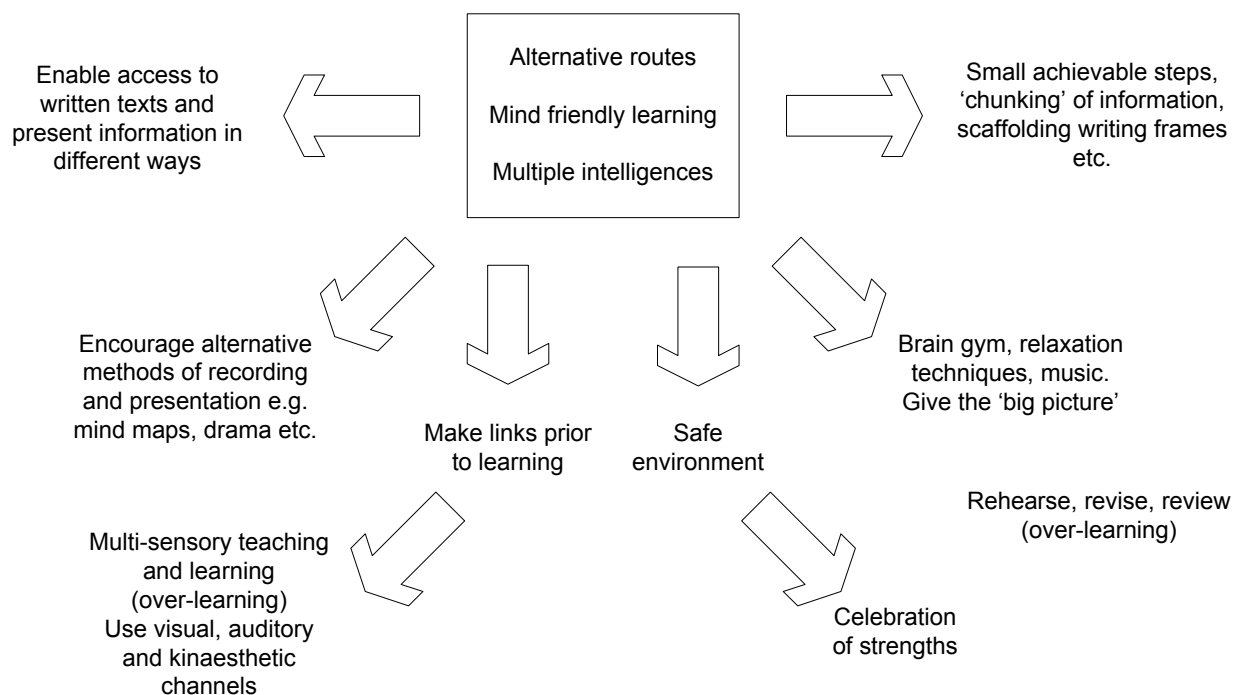 Alternative routes
Mind friendly learning
Multiple intelligences
Enable access to
written texts and
present information in
different ways
Small achievable steps,
‘chunking’ of information,
scaffolding writing frames
etc.
Encourage alternative
methods of recording
and presentation e.g.
mind maps, drama etc.
Make links prior
to learning
Safe
environment
Brain gym, relaxation
techniques, music.
Give the ‘big picture’
Multi-sensory teaching
and learning
(over-learning)
Use visual, auditory
and kinaesthetic
channels
Celebration
of strengths
Rehearse, revise, review
(over-learning)